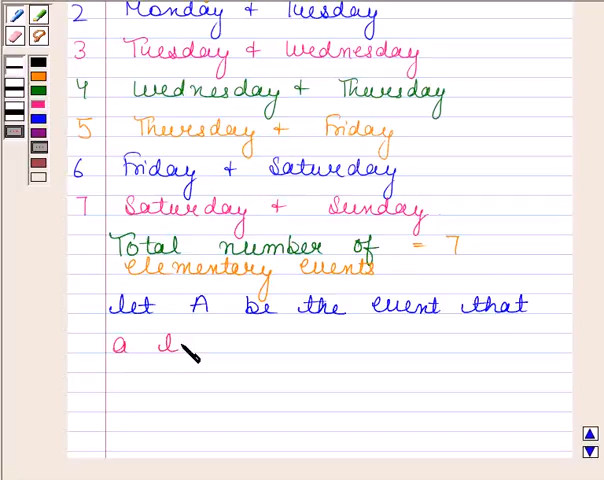 2 Monday + Tuesday
3 Tuesday + Wednesday
4 Wednesday + Thursday
5 Thursday + Friday
6 Friday + Saturday
7 Saturday + Sunday
Total number of = 7
elementary events
let A be the event that
a l